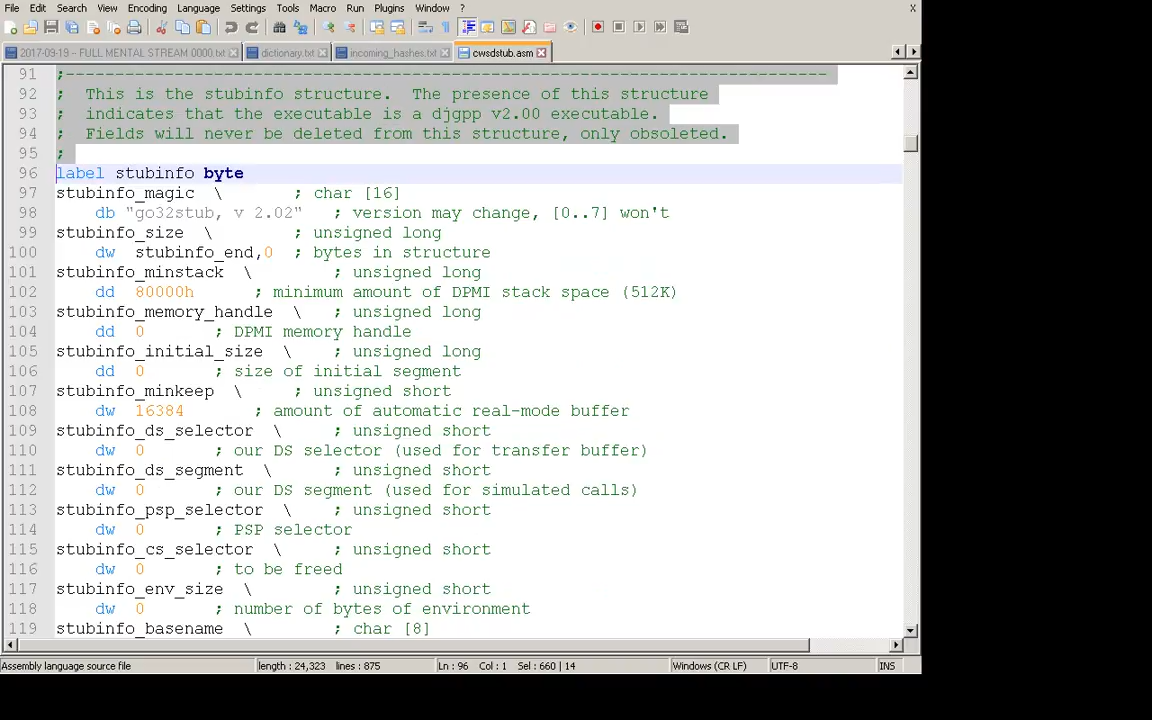 File Edit Search View Encoding Language Settings Tools Macro Run Plugins Window ? X
2017-09-19 -- FULL MENTAL STREAM 0000.txt dictionary.txt incoming_hashes.txt cwsdstub.asm
91 ;-----------------------------------------------------------------------------
92 ;  This is the stubinfo structure.  The presence of this structure
93 ;  indicates that the executable is a djgpp v2.00 executable.
94 ;  Fields will never be deleted from this structure, only obsoleted.
95 ;
96 label stubinfo byte
97 stubinfo_magic  \       ; char [16]
98     db "go32stub, v 2.02"   ; version may change, [0..7] won't
99 stubinfo_size  \        ; unsigned long
100     dw  stubinfo_end,0  ; bytes in structure
101 stubinfo_minstack  \        ; unsigned long
102     dd  80000h      ; minimum amount of DPMI stack space (512K)
103 stubinfo_memory_handle  \   ; unsigned long
104     dd  0       ; DPMI memory handle
105 stubinfo_initial_size  \    ; unsigned long
106     dd  0       ; size of initial segment
107 stubinfo_minkeep  \     ; unsigned short
108     dw  16384       ; amount of automatic real-mode buffer
109 stubinfo_ds_selector  \     ; unsigned short
110     dw  0       ; our DS selector (used for transfer buffer)
111 stubinfo_ds_segment  \      ; unsigned short
112     dw  0       ; our DS segment (used for simulated calls)
113 stubinfo_psp_selector  \    ; unsigned short
114     dw  0       ; PSP selector
115 stubinfo_cs_selector  \     ; unsigned short
116     dw  0       ; to be freed
117 stubinfo_env_size  \        ; unsigned short
118     dw  0       ; number of bytes of environment
119 stubinfo_basename  \        ; char [8]
Assembly language source file length : 24,323 lines : 875 Ln : 96 Col : 1 Sel : 660 | 14 Windows (CR LF) UTF-8 INS